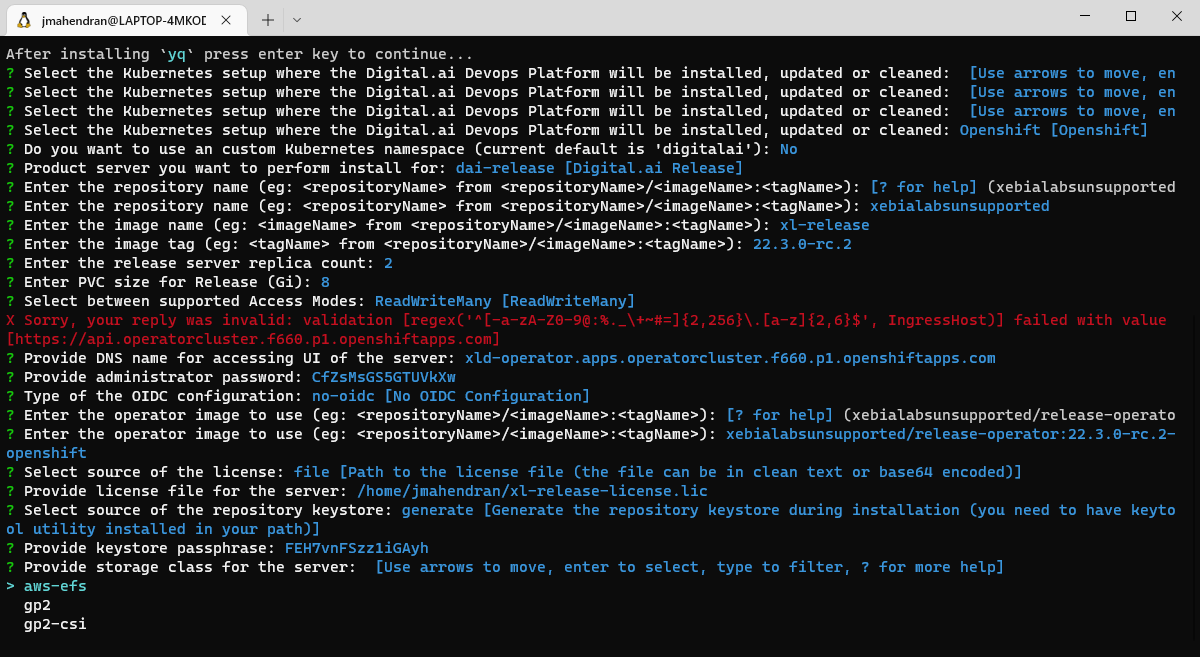 jmahendran@LAPTOP-4MKOD
After installing `yq` press enter key to continue...
? Select the Kubernetes setup where the Digital.ai Devops Platform will be installed, updated or cleaned:  [Use arrows to move, en
? Select the Kubernetes setup where the Digital.ai Devops Platform will be installed, updated or cleaned:  [Use arrows to move, en
? Select the Kubernetes setup where the Digital.ai Devops Platform will be installed, updated or cleaned:  [Use arrows to move, en
? Select the Kubernetes setup where the Digital.ai Devops Platform will be installed, updated or cleaned: Openshift [Openshift]
? Do you want to use an custom Kubernetes namespace (current default is 'digitalai'): No
? Product server you want to perform install for: dai-release [Digital.ai Release]
? Enter the repository name (eg: <repositoryName> from <repositoryName>/<imageName>:<tagName>): [? for help] (xebialabsunsupported
? Enter the repository name (eg: <repositoryName> from <repositoryName>/<imageName>:<tagName>): xebialabsunsupported
? Enter the image name (eg: <imageName> from <repositoryName>/<imageName>:<tagName>): xl-release
? Enter the image tag (eg: <tagName> from <repositoryName>/<imageName>:<tagName>): 22.3.0-rc.2
? Enter the release server replica count: 2
? Enter PVC size for Release (Gi): 8
? Select between supported Access Modes: ReadWriteMany [ReadWriteMany]
X Sorry, your reply was invalid: validation [regex('^[-a-zA-Z0-9@:%._\+~#=]{2,256}\.[a-z]{2,6}$', IngressHost)] failed with value
[https://api.operatorcluster.f660.p1.openshiftapps.com]
? Provide DNS name for accessing UI of the server: xld-operator.apps.operatorcluster.f660.p1.openshiftapps.com
? Provide administrator password: CfZsMsGS5GTUVkXw
? Type of the OIDC configuration: no-oidc [No OIDC Configuration]
? Enter the operator image to use (eg: <repositoryName>/<imageName>:<tagName>): [? for help] (xebialabsunsupported/release-operato
? Enter the operator image to use (eg: <repositoryName>/<imageName>:<tagName>): xebialabsunsupported/release-operator:22.3.0-rc.2-
openshift
? Select source of the license: file [Path to the license file (the file can be in clean text or base64 encoded)]
? Provide license file for the server: /home/jmahendran/xl-release-license.lic
? Select source of the repository keystore: generate [Generate the repository keystore during installation (you need to have keyto
ol utility installed in your path)]
? Provide keystore passphrase: FEH7vnFSzz1iGAyh
? Provide storage class for the server:  [Use arrows to move, enter to select, type to filter, ? for more help]
> aws-efs
  gp2
  gp2-csi